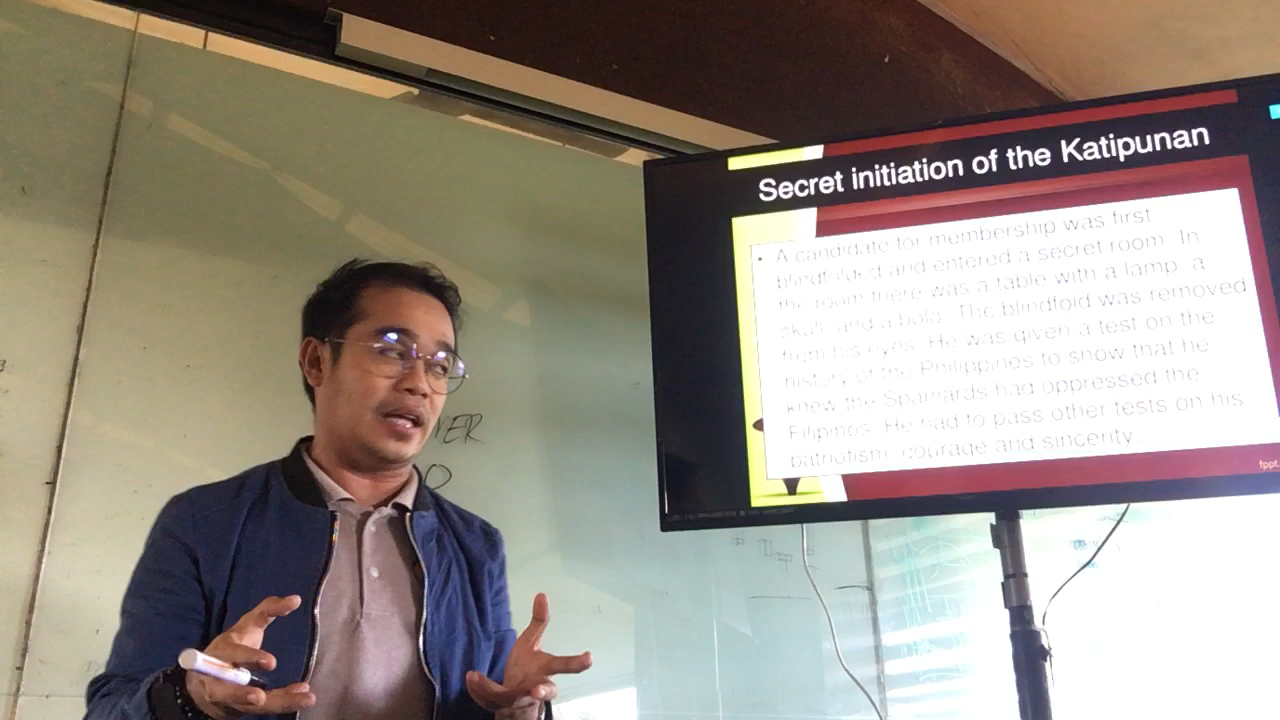 Secret initiation of the Katipunan
• A candidate for membership was first
blindfolded and entered a secret room. In
the room there was a table with a lamp, a
skull and a bolo. The blindfold was removed
from his eyes. He was given a test on the
history of the Philippines to show that he
knew the Spaniards had oppressed the
Filipinos. He had to pass other tests on his
patriotism, courage and sincerity.
fppt.